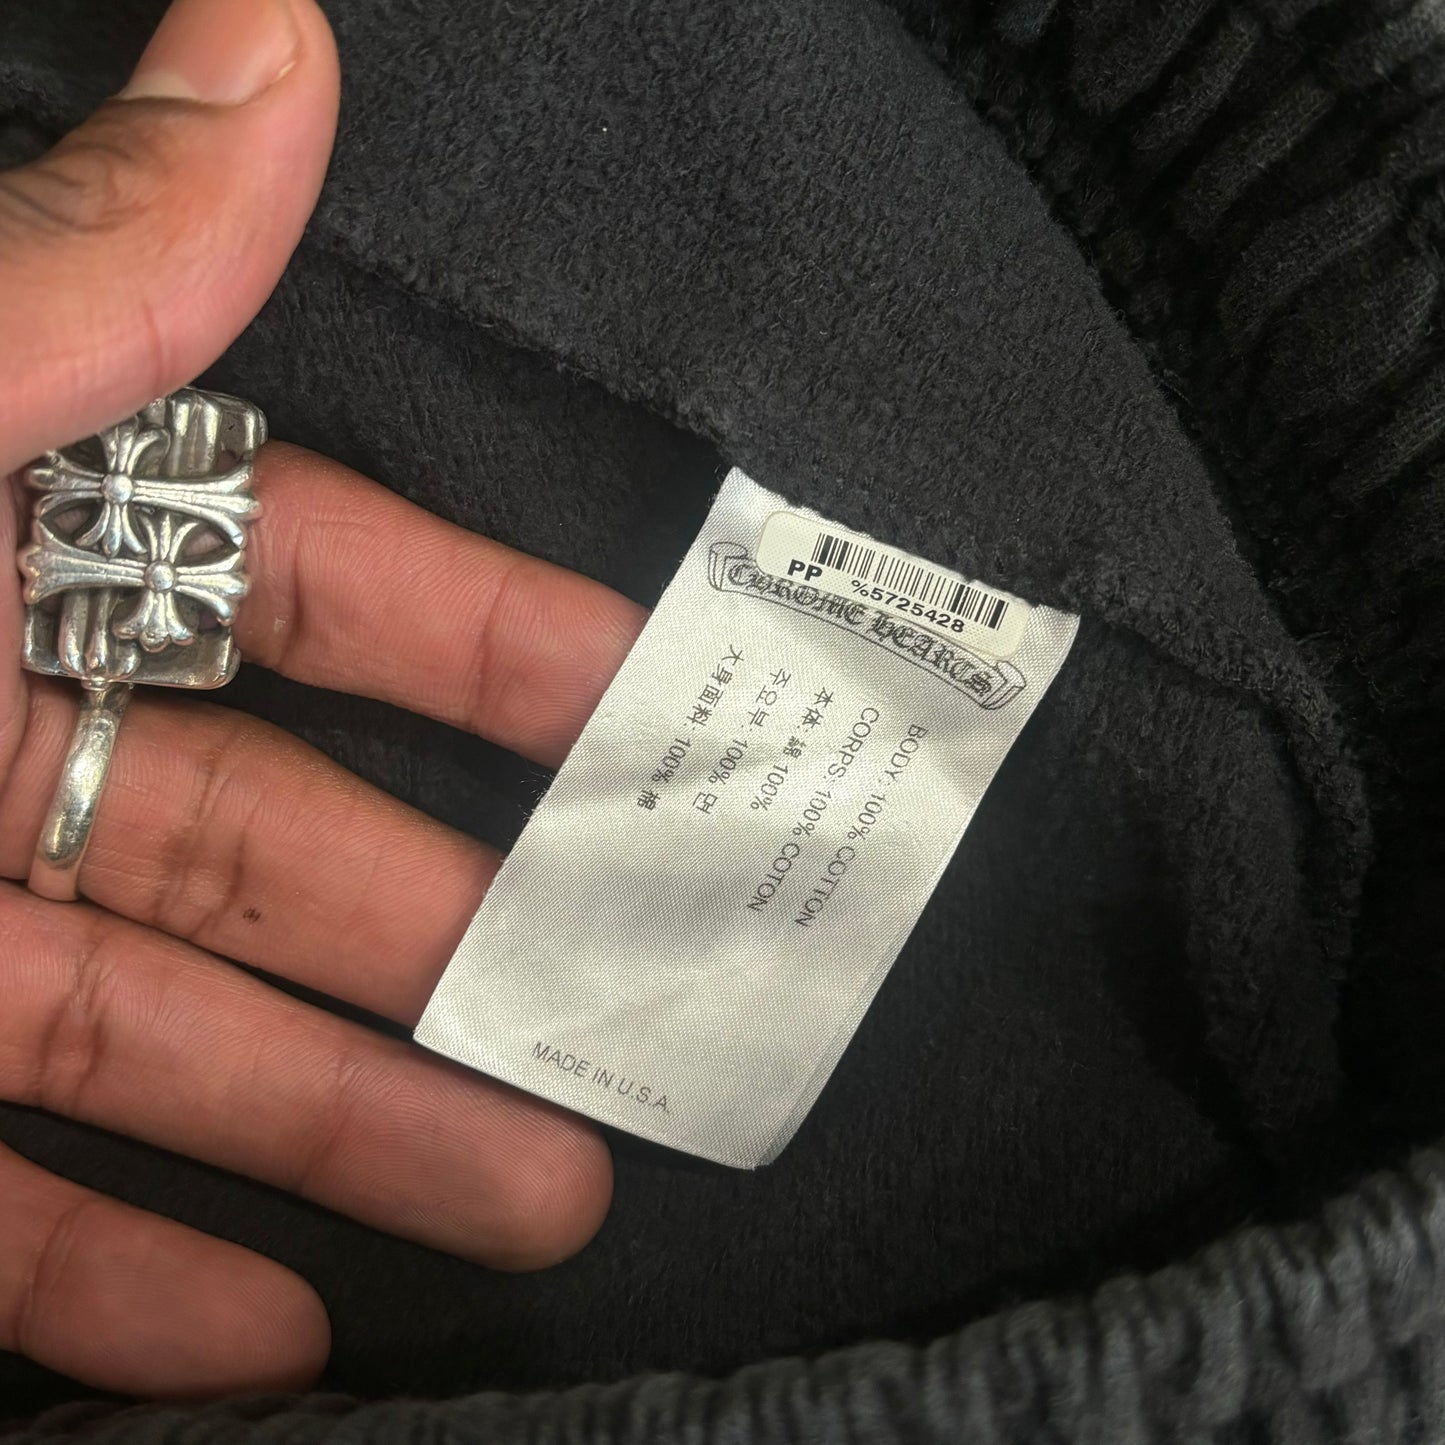 PP %5725428
CHROME HEARTS
BODY: 100% COTTON
CORPS: 100% COTON
本体: 綿 100%
주요부: 100% 면
大身面料: 100% 棉
MADE IN U.S.A.